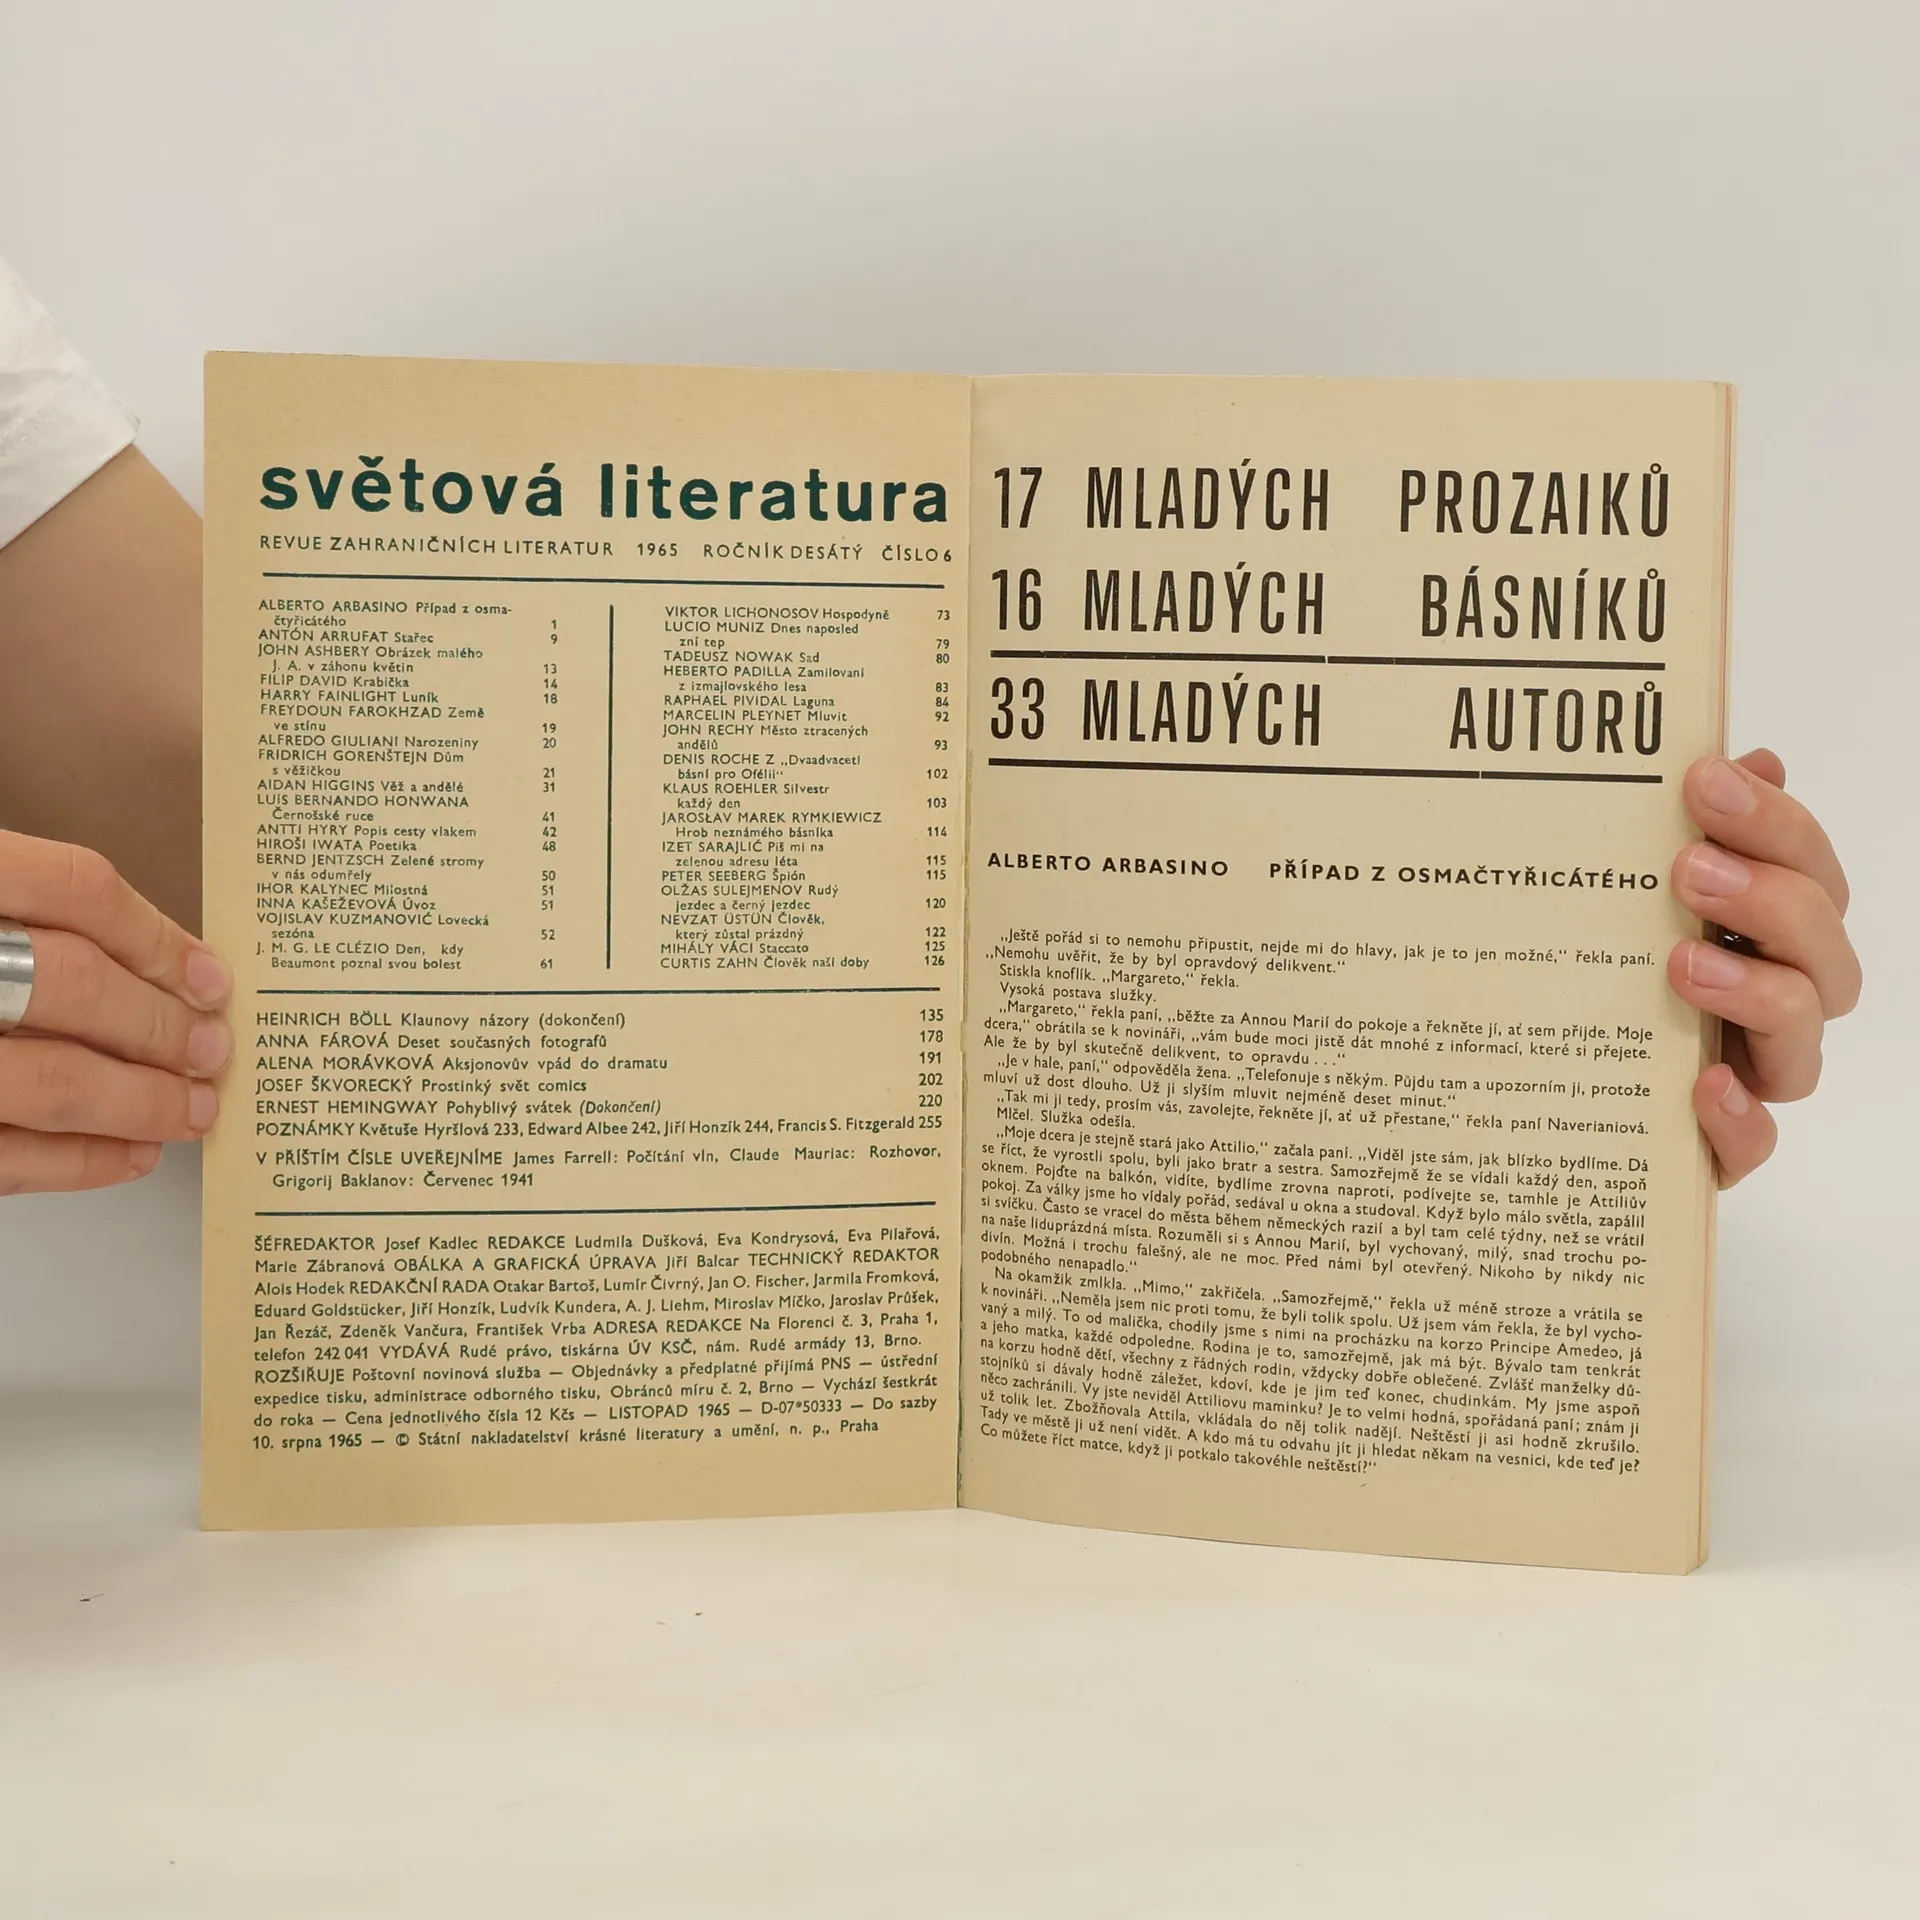 světová literatura
REVUE ZAHRANIČNÍCH LITERATUR 1965 ROČNÍK DESÁTÝ ČÍSLO 6
ALBERTO ARBASINO Případ z osma-
čtyřicátého 1
ANTÓN ARRUFAT Stařec 9
JOHN ASHBERY Obrázek malého
J. A. v záhonu květin 13
FILIP DAVID Krabička 14
HARRY FAINLIGHT Luník 18
FREYDOUN FAROKHZAD Země
ve stínu 19
ALFREDO GIULIANI Narozeniny 20
FRIDRICH GORENŠTEJN Dům
s věžičkou 21
AIDAN HIGGINS Věž a andělé 31
LUÍS BERNANDO HONWANA
Černošské ruce 41
ANTTI HYRY Popis cesty vlakem 42
HIROŠI IWATA Poetika 48
BERND JENTZSCH Zelené stromy
v nás odumřely 50
IHOR KALYNEC Milostná 51
INNA KAŠEŽEVOVÁ Úvoz 51
VOJISLAV KUZMANOVIĆ Lovecká
sezóna 52
J. M. G. LE CLÉZIO Den, kdy
Beaumont poznal svou bolest 61
VIKTOR LICHONOSOV Hospodyně 73
LUCIO MUNIZ Dnes naposled
zní tep 79
TADEUSZ NOWAK Sad 80
HEBERTO PADILLA Zamilovaní
z izmajlovského lesa 83
RAPHAEL PIVIDAL Laguna 84
MARCELIN PLEYNET Mluvit 92
JOHN RECHY Město ztracených
andělů 93
DENIS ROCHE Z „Dvaadvaceti
básní pro Ofélii“ 102
KLAUS ROEHLER Silvestr
každý den 103
JAROSŁAV MAREK RYMKIEWICZ
Hrob neznámého básníka 114
IZET SARAJLIĆ Piš mi na
zelenou adresu léta 115
PETER SEEBERG Špión 115
OLŽAS SULEJMENOV Rudý
jezdec a černý jezdec 120
NEVZAT ÜSTÜN Člověk,
který zůstal prázdný 122
MIHÁLY VÁCI Staccato 125
CURTIS ZAHN Člověk naší doby 126
HEINRICH BÖLL Klaunovy názory (dokončení) 135
ANNA FÁROVÁ Deset současných fotografů 178
ALENA MORÁVKOVÁ Aksjonovův vpád do dramatu 191
JOSEF ŠKVORECKÝ Prostinký svět comics 202
ERNEST HEMINGWAY Pohyblivý svátek (Dokončení) 220
POZNÁMKY Květuše Hyršlová 233, Edward Albee 242, Jiří Honzík 244, Francis S. Fitzgerald 255
V PŘÍŠTÍM ČÍSLE UVEŘEJNÍME James Farrell: Počítání vln, Claude Mauriac: Rozhovor,
Grigorij Baklanov: Červenec 1941
ŠÉFREDAKTOR Josef Kadlec REDAKCE Ludmila Dušková, Eva Kondrysová, Eva Pilařová,
Marie Zábranová OBÁLKA A GRAFICKÁ ÚPRAVA Jiří Balcar TECHNICKÝ REDAKTOR
Alois Hodek REDAKČNÍ RADA Otakar Bartoš, Lumír Čivrný, Jan O. Fischer, Jarmila Fromková,
Eduard Goldstücker, Jiří Honzík, Ludvík Kundera, A. J. Liehm, Miroslav Míčko, Jaroslav Průšek,
Jan Řezáč, Zdeněk Vančura, František Vrba ADRESA REDAKCE Na Florenci č. 3, Praha 1,
telefon 242 041 VYDÁVÁ Rudé právo, tiskárna ÚV KSČ, nám. Rudé armády 13, Brno.
ROZŠIŘUJE Poštovní novinová služba — Objednávky a předplatné přijímá PNS — ústřední
expedice tisku, administrace odborného tisku, Obránců míru č. 2, Brno — Vychází šestkrát
do roka — Cena jednotlivého čísla 12 Kčs — LISTOPAD 1965 — D-07*50333 — Do sazby
10. srpna 1965 — © Státní nakladatelství krásné literatury a umění, n. p., Praha
17 MLADÝCH PROZAIKŮ
16 MLADÝCH BÁSNÍKŮ
33 MLADÝCH AUTORŮ
ALBERTO ARBASINO PŘÍPAD Z OSMAČTYŘICÁTÉHO
„Ještě pořád si to nemohu připustit, nejde mi do hlavy, jak je to jen možné,“ řekla paní.
„Nemohu uvěřit, že by byl opravdový delikvent.“
Stiskla knoflík. „Margareto,“ řekla.
Vysoká postava služky.
„Margareto,“ řekla paní, „běžte za Annou Marií do pokoje a řekněte jí, ať sem přijde. Moje
dcera,“ obrátila se k novináři, „vám bude moci jistě dát mnohé z informací, které si přejete.
Ale že by byl skutečně delikvent, to opravdu . . .“
„Je v hale, paní,“ odpověděla žena. „Telefonuje s někým. Půjdu tam a upozorním ji, protože
mluví už dost dlouho. Už ji slyším mluvit nejméně deset minut.“
„Tak mi ji tedy, prosím vás, zavolejte, řekněte jí, ať už přestane,“ řekla paní Naverianiová.
Mlčel. Služka odešla.
„Moje dcera je stejně stará jako Attilio,“ začala paní. „Viděl jste sám, jak blízko bydlíme. Dá
se říct, že vyrostli spolu, byli jako bratr a sestra. Samozřejmě že se vídali každý den, aspoň
oknem. Pojďte na balkón, vidíte, bydlíme zrovna naproti, podívejte se, tamhle je Attiliův
pokoj. Za války jsme ho vídaly pořád, sedával u okna a studoval. Když bylo málo světla, zapálil
si svíčku. Často se vracel do města během německých razií a byl tam celé týdny, než se vrátil
na naše liduprázdná místa. Rozuměli si s Annou Marií, byl vychovaný, milý, snad trochu po-
divín. Možná i trochu falešný, ale ne moc. Před námi byl otevřený. Nikoho by nikdy nic
podobného nenapadlo.“
Na okamžik zmlkla. „Mimo,“ zakřičela. „Samozřejmě,“ řekla už méně stroze a vrátila se
k novináři. „Neměla jsem nic proti tomu, že byli tolik spolu. Už jsem vám řekla, že byl vycho-
vaný a milý. To od malička, chodily jsme s nimi na procházku na korzo Principe Amedeo, já
a jeho matka, každé odpoledne. Rodina je to, samozřejmě, jak má být. Bývalo tam tenkrát
na korzu hodně dětí, všechny z řádných rodin, vždycky dobře oblečené. Zvlášť manželky dů-
stojníků si dávaly hodně záležet, kdoví, kde je jim teď konec, chudinkám. My jsme aspoň
něco zachránili. Vy jste neviděl Attiliovu maminku? Je to velmi hodná, spořádaná paní; znám ji
už tolik let. Zbožňovala Attila, vkládala do něj tolik nadějí. Neštěstí ji asi hodně zkrušilo.
Tady ve městě ji už není vidět. A kdo má tu odvahu jít ji hledat někam na vesnici, kde teď je?
Co můžete říct matce, když ji potkalo takovéhle neštěstí?“